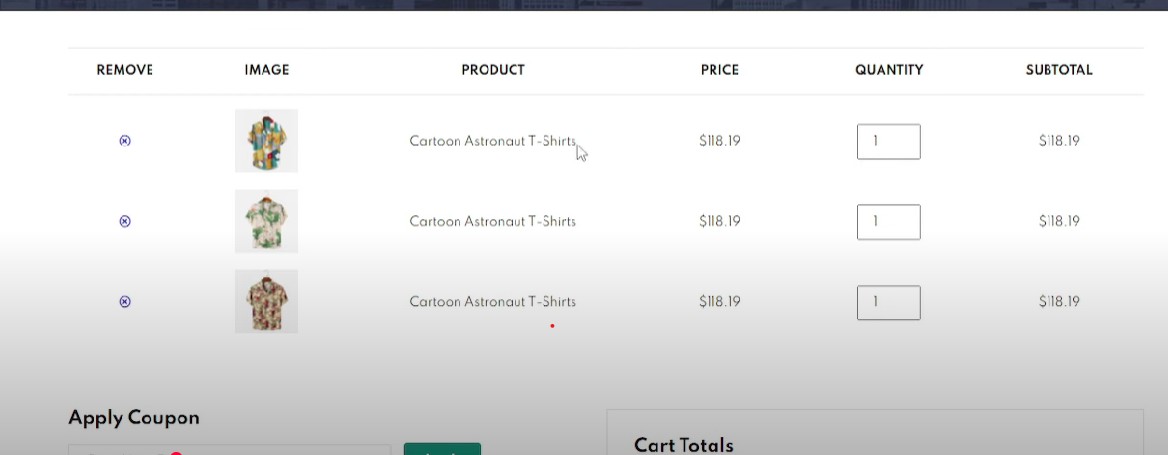 REMOVE IMAGE PRODUCT PRICE QUANTITY SUBTOTAL
Cartoon Astronaut T-Shirts $118.19 1 $118.19
Cartoon Astronaut T-Shirts $118.19 1 $118.19
Cartoon Astronaut T-Shirts $118.19 1 $118.19
Apply Coupon
Cart Totals